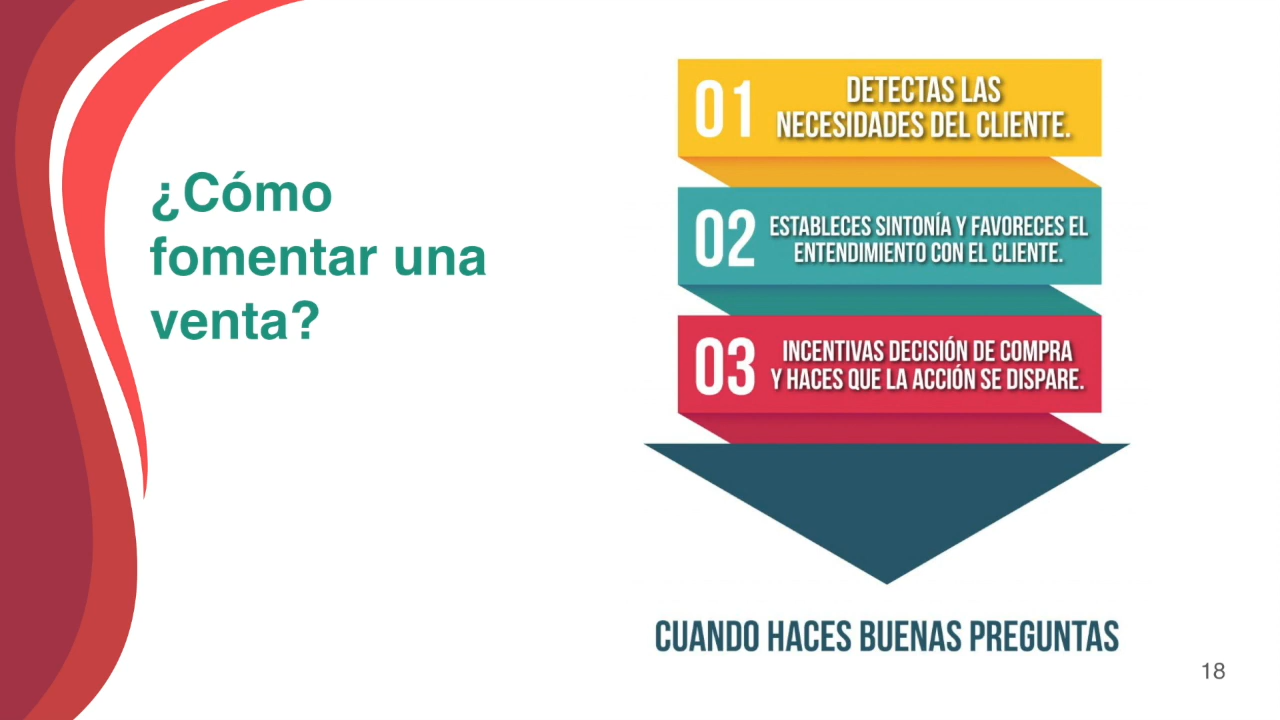 ¿Cómo
fomentar una
venta?
01
DETECTAS LAS
NECESIDADES DEL CLIENTE.
02
ESTABLECES SINTONÍA Y FAVORECES EL
ENTENDIMIENTO CON EL CLIENTE.
03
INCENTIVAS DECISIÓN DE COMPRA
Y HACES QUE LA ACCIÓN SE DISPARE.
CUANDO HACES BUENAS PREGUNTAS
18